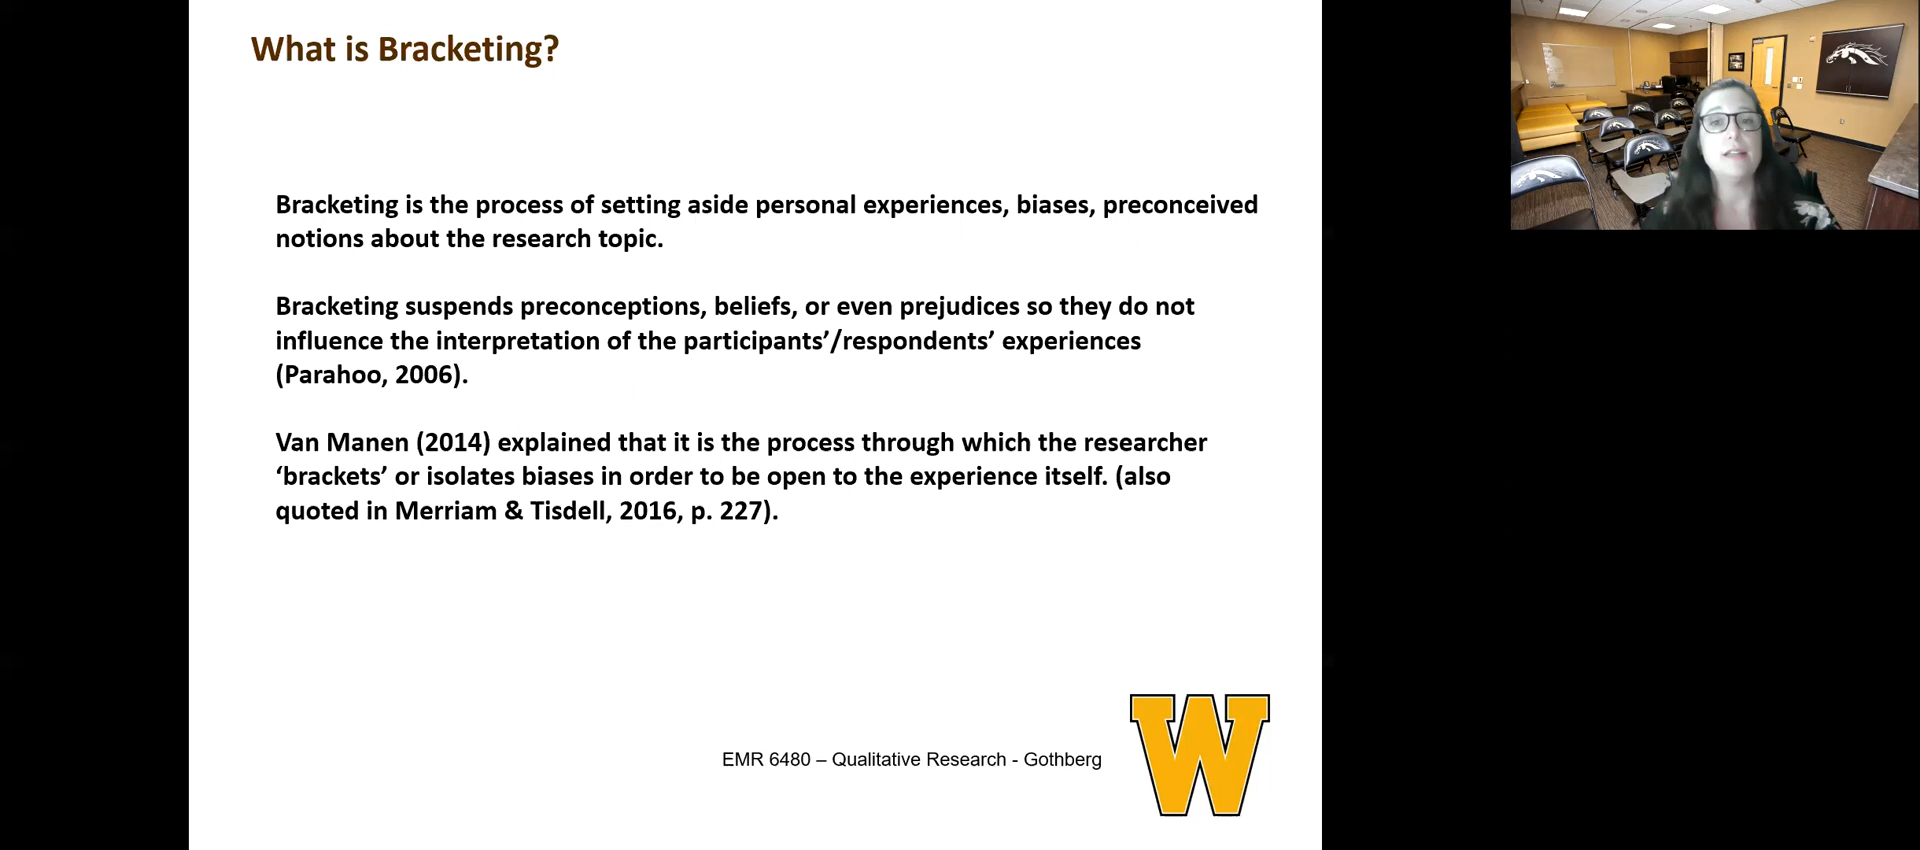 What is Bracketing?
Bracketing is the process of setting aside personal experiences, biases, preconceived
notions about the research topic.
Bracketing suspends preconceptions, beliefs, or even prejudices so they do not
influence the interpretation of the participants’/respondents’ experiences
(Parahoo, 2006).
Van Manen (2014) explained that it is the process through which the researcher
‘brackets’ or isolates biases in order to be open to the experience itself. (also
quoted in Merriam & Tisdell, 2016, p. 227).
EMR 6480 – Qualitative Research - Gothberg
W